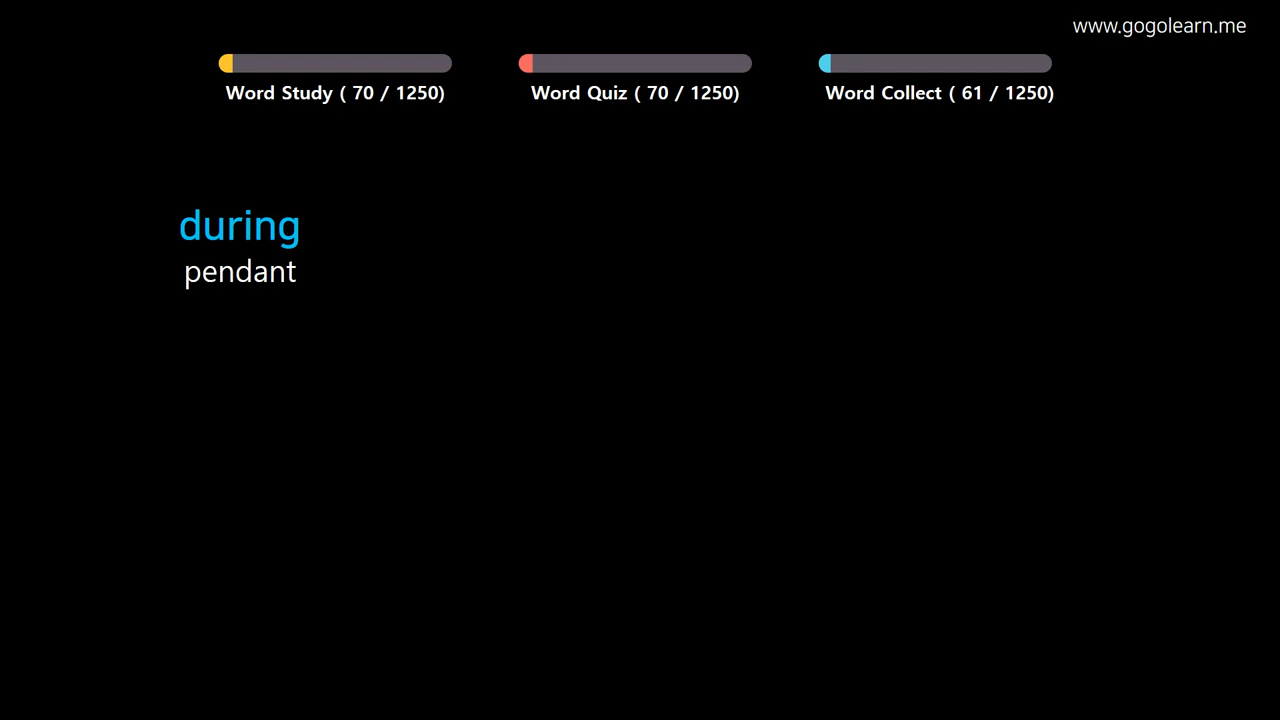 www.gogolearn.me
Word Study ( 70 / 1250)
Word Quiz ( 70 / 1250)
Word Collect ( 61 / 1250)
during
pendant